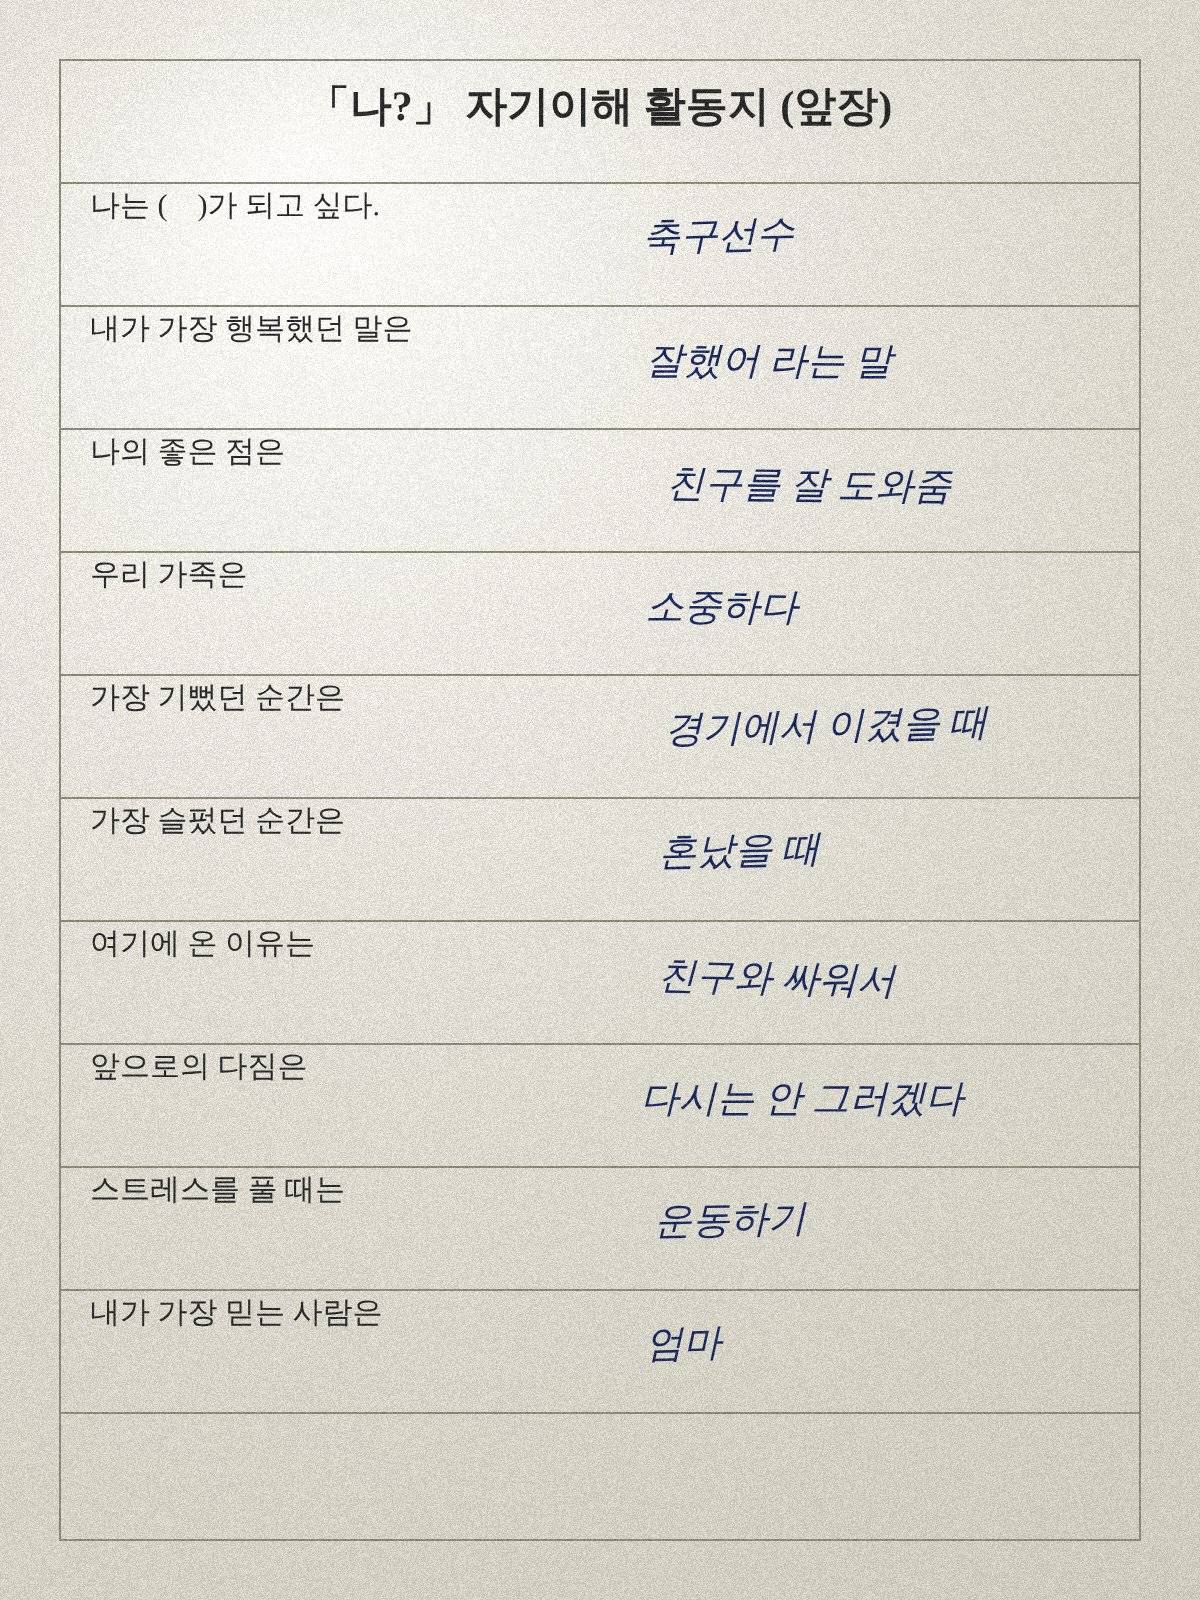 「나?」 자기이해 활동지 (앞장)
나는 ( )가 되고 싶다.
축구선수
내가 가장 행복했던 말은
잘했어 라는 말
나의 좋은 점은
친구를 잘 도와줌
우리 가족은
소중하다
가장 기뻤던 순간은
경기에서 이겼을 때
가장 슬펐던 순간은
혼났을 때
여기에 온 이유는
친구와 싸워서
앞으로의 다짐은
다시는 안 그러겠다
스트레스를 풀 때는
운동하기
내가 가장 믿는 사람은
엄마